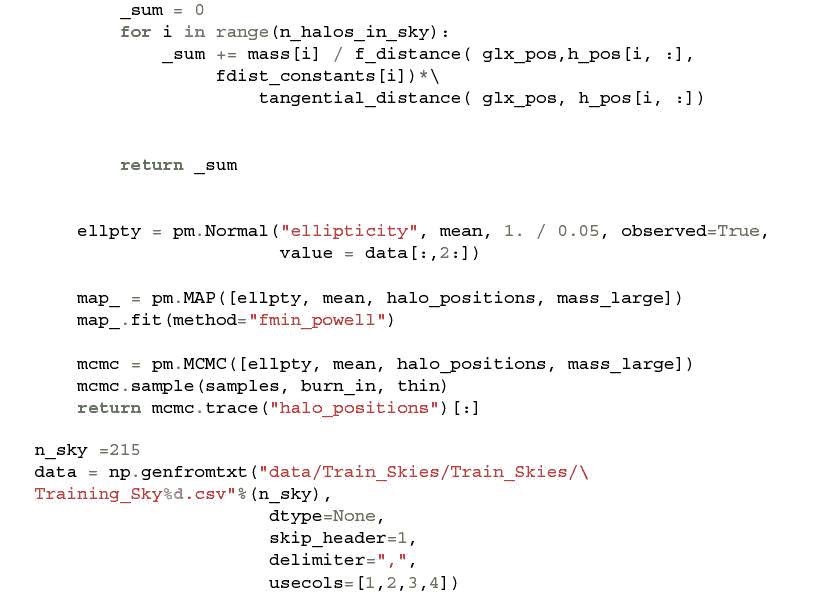 _sum = 0
for i in range(n_halos_in_sky):
_sum += mass[i] / f_distance( glx_pos,h_pos[i, :],
fdist_constants[i])*\
tangential_distance( glx_pos, h_pos[i, :])
return _sum
ellpty = pm.Normal("ellipticity", mean, 1. / 0.05, observed=True,
value = data[:,2:])
map_ = pm.MAP([ellpty, mean, halo_positions, mass_large])
map_.fit(method="fmin_powell")
mcmc = pm.MCMC([ellpty, mean, halo_positions, mass_large])
mcmc.sample(samples, burn_in, thin)
return mcmc.trace("halo_positions")[:]
n_sky =215
data = np.genfromtxt("data/Train_Skies/Train_Skies/\
Training_Sky%d.csv"%(n_sky),
dtype=None,
skip_header=1,
delimiter=",",
usecols=[1,2,3,4])